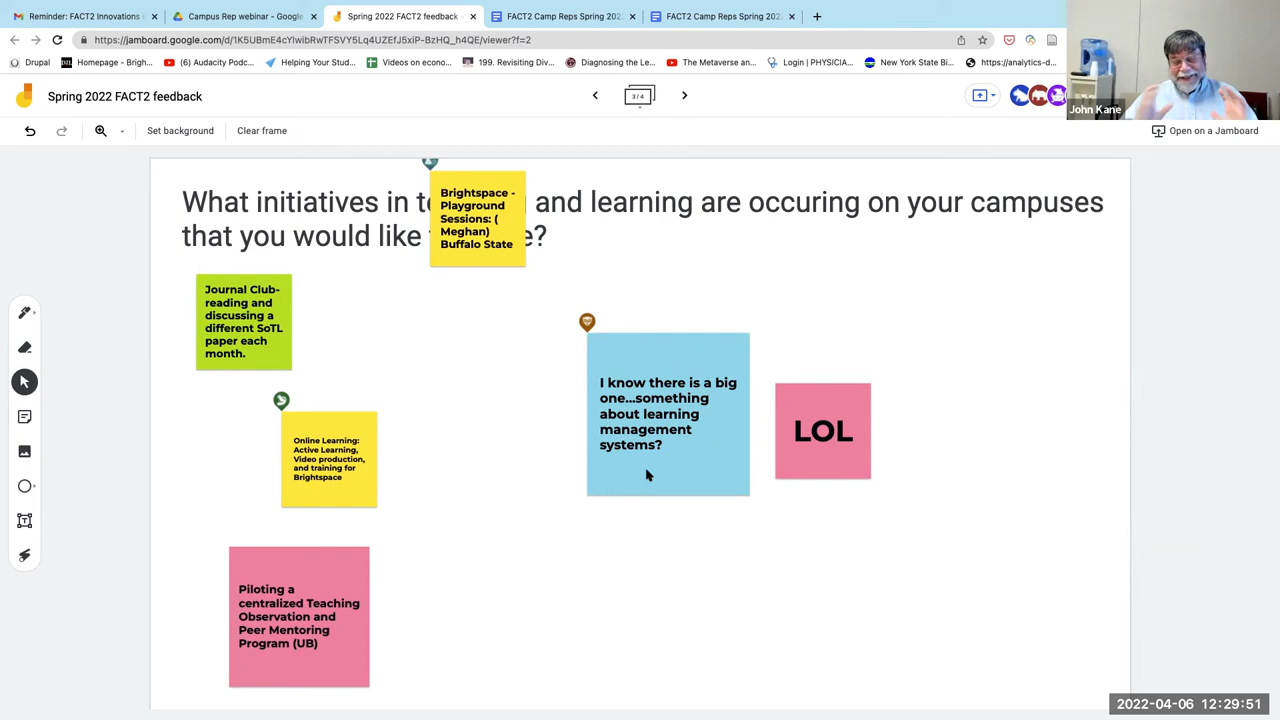 Reminder: FACT2 Innovations
Campus Rep webinar - Google
Spring 2022 FACT2 feedback -
FACT2 Camp Reps Spring 202
FACT2 Camp Reps Spring 202
https://jamboard.google.com/d/1K5UBmE4cYlwibRwTFSVY5Lq4UZEfJ5xiP-BzHQ_h4QE/viewer?f=2
Drupal
Homepage - Brigh...
(6) Audacity Podc...
Helping Your Stud...
Videos on econo...
199. Revisiting Div...
Diagnosing the Le...
The Metaverse an...
Login | PHYSICIA...
New York State Bi...
https://analytics-d...
Spring 2022 FACT2 feedback
3 / 4
John Kane
Set background
Clear frame
Open on a Jamboard
What initiatives in te and learning are occuring on your campuses
that you would like e?
Brightspace -
Playground
Sessions: (
Meghan)
Buffalo State
Journal Club-
reading and
discussing a
different SoTL
paper each
month.
I know there is a big
one...something
about learning
management
systems?
LOL
Online Learning:
Active Learning,
Video production,
and training for
Brightspace
Piloting a
centralized Teaching
Observation and
Peer Mentoring
Program (UB)
2022-04-06 12:29:51